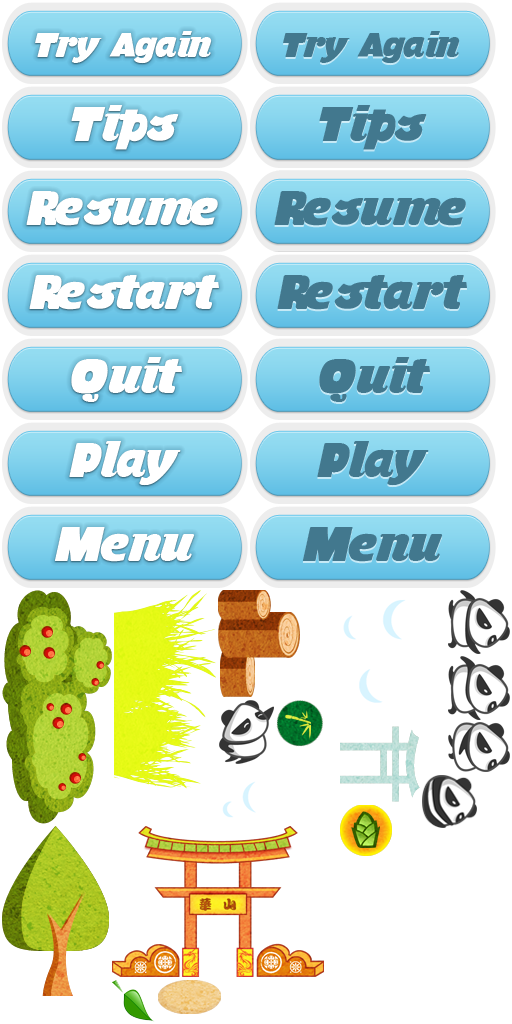 Try Again Try Again
Tips Tips
Resume Resume
Restart Restart
Quit Quit
Play Play
Menu Menu
華山